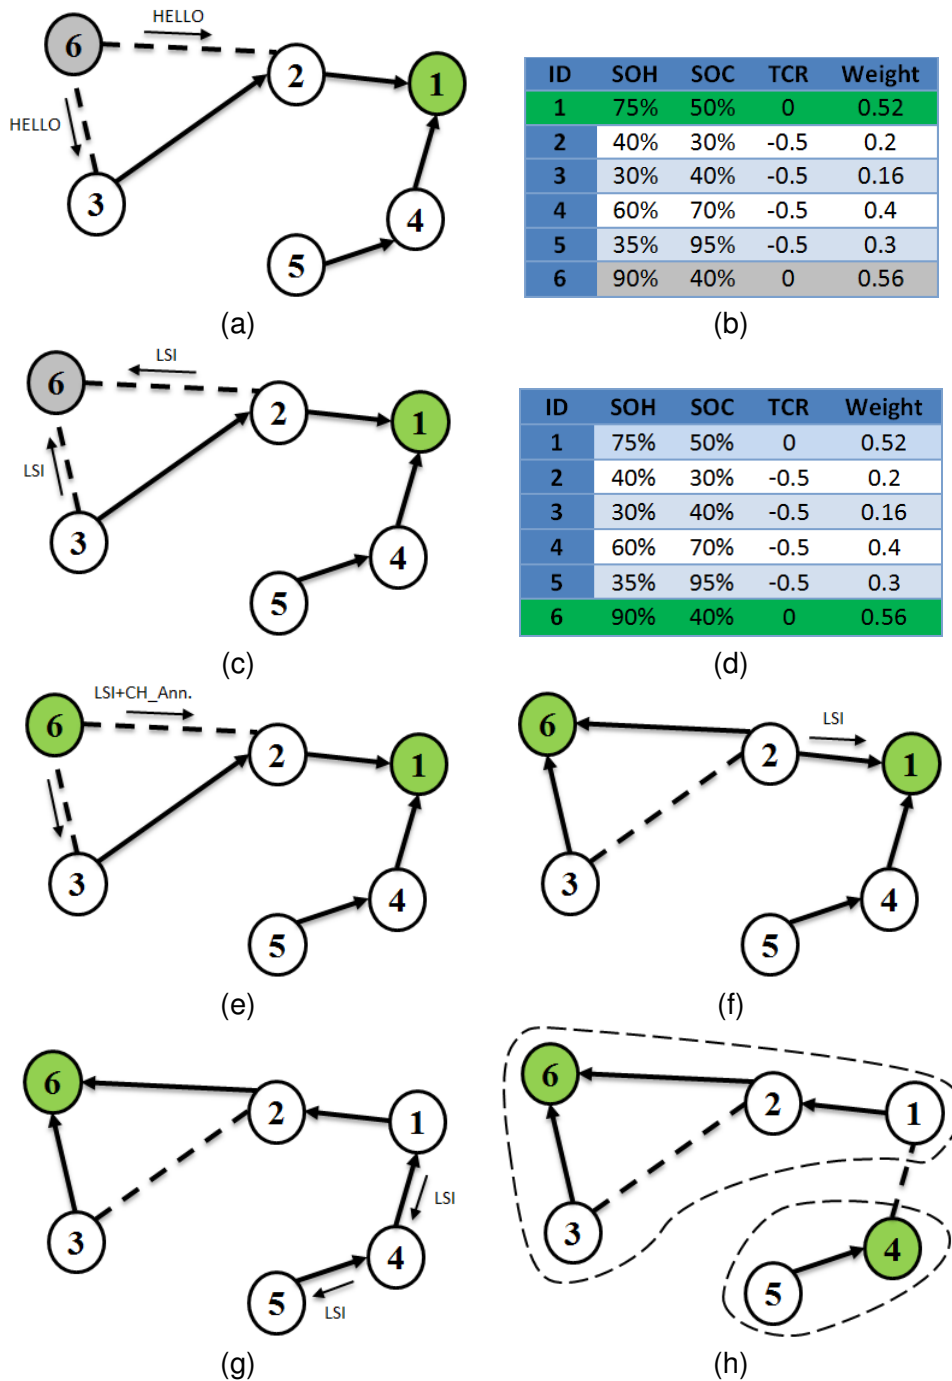 HELLO
6
2
1
HELLO
3
4
5
(a)
ID SOH SOC TCR Weight
1 75% 50% 0 0.52
2 40% 30% -0.5 0.2
3 30% 40% -0.5 0.16
4 60% 70% -0.5 0.4
5 35% 95% -0.5 0.3
6 90% 40% 0 0.56
(b)
LSI
6
2
1
LSI
3
4
5
(c)
ID SOH SOC TCR Weight
1 75% 50% 0 0.52
2 40% 30% -0.5 0.2
3 30% 40% -0.5 0.16
4 60% 70% -0.5 0.4
5 35% 95% -0.5 0.3
6 90% 40% 0 0.56
(d)
LSI+CH_Ann.
6
2
1
3
4
5
(e)
LSI
6
2
1
3
4
5
(f)
6
2
1
LSI
3
4
5
LSI
(g)
6
2
1
3
4
5
(h)